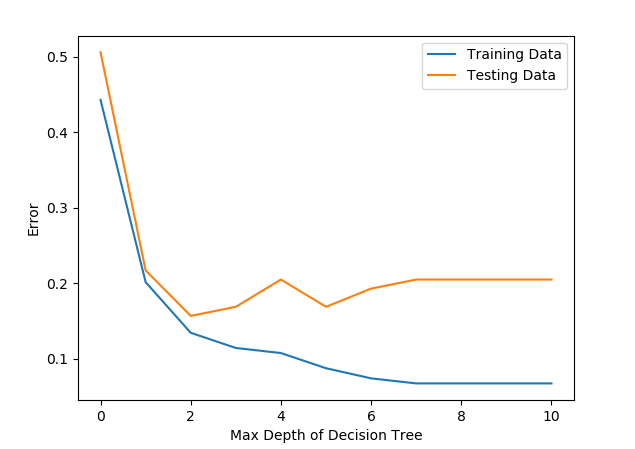 Training Data
Testing Data
0.5
0.4
0.3
0.2
0.1
Error
0 2 4 6 8 10
Max Depth of Decision Tree